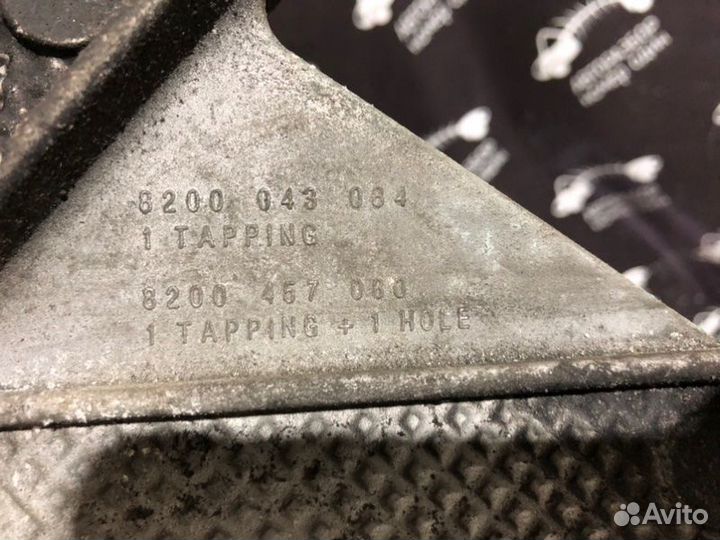 8200 043 084
1 TAPPING
8200 457 060
1 TAPPING + 1 HOLE
Avito